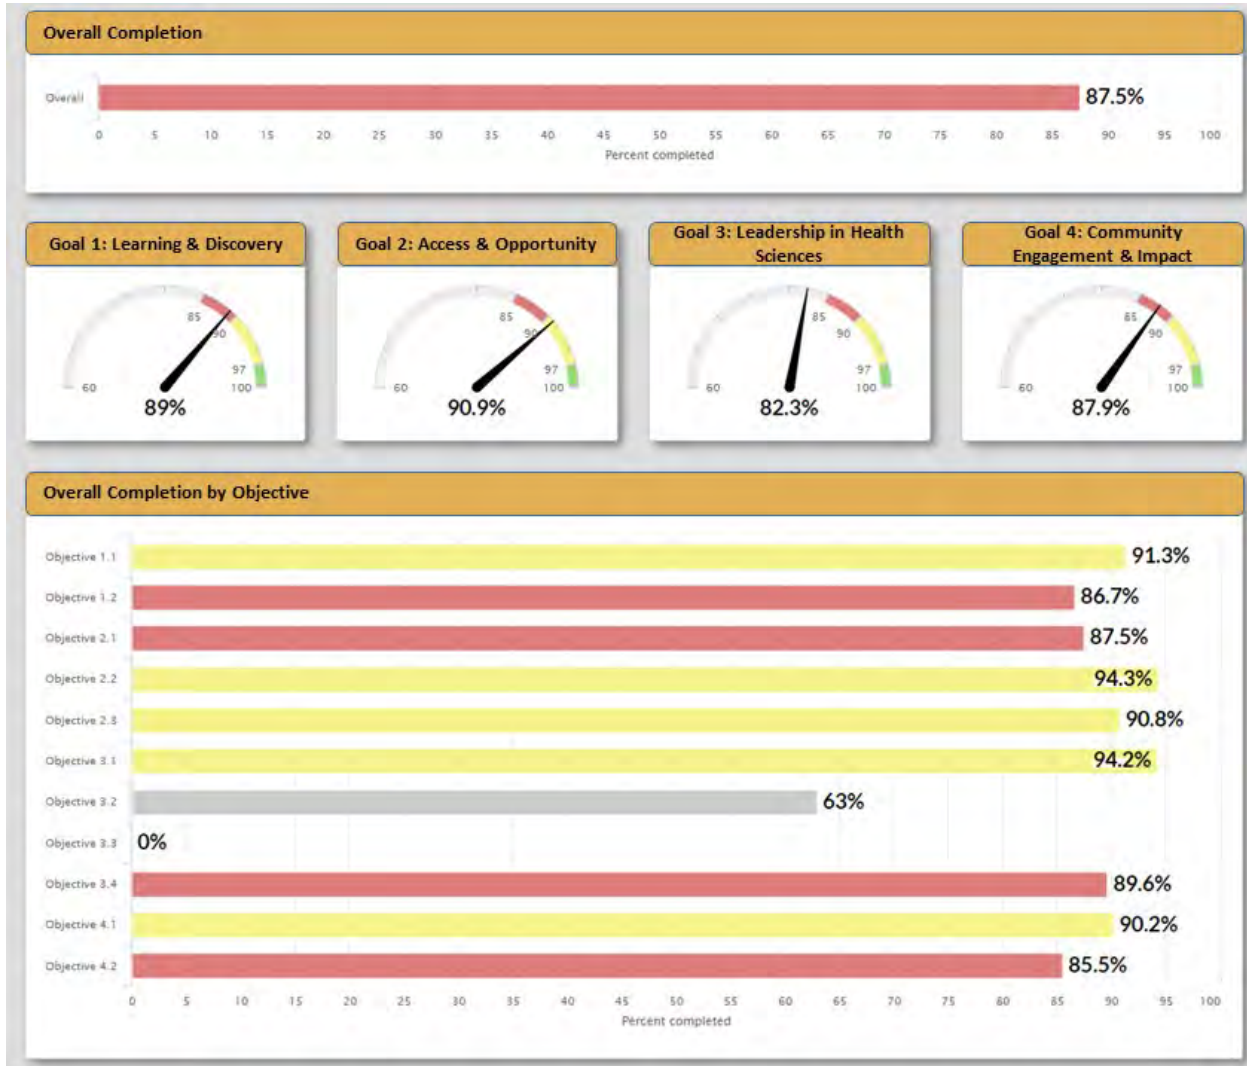 Overall Completion
Overall
87.5%
0 5 10 15 20 25 30 35 40 45 50 55 60 65 70 75 80 85 90 95 100
Percent completed
Goal 1: Learning & Discovery
85
90
97
60
100
89%
Goal 2: Access & Opportunity
85
90
97
60
100
90.9%
Goal 3: Leadership in Health
Sciences
85
90
97
60
100
82.3%
Goal 4: Community
Engagement & Impact
85
90
97
60
100
87.9%
Overall Completion by Objective
Objective 1.1 91.3%
Objective 1.2 86.7%
Objective 2.1 87.5%
Objective 2.2 94.3%
Objective 2.3 90.8%
Objective 3.1 94.2%
Objective 3.2 63%
Objective 3.3 0%
Objective 3.4 89.6%
Objective 4.1 90.2%
Objective 4.2 85.5%
0 5 10 15 20 25 30 35 40 45 50 55 60 65 70 75 80 85 90 95 100
Percent completed